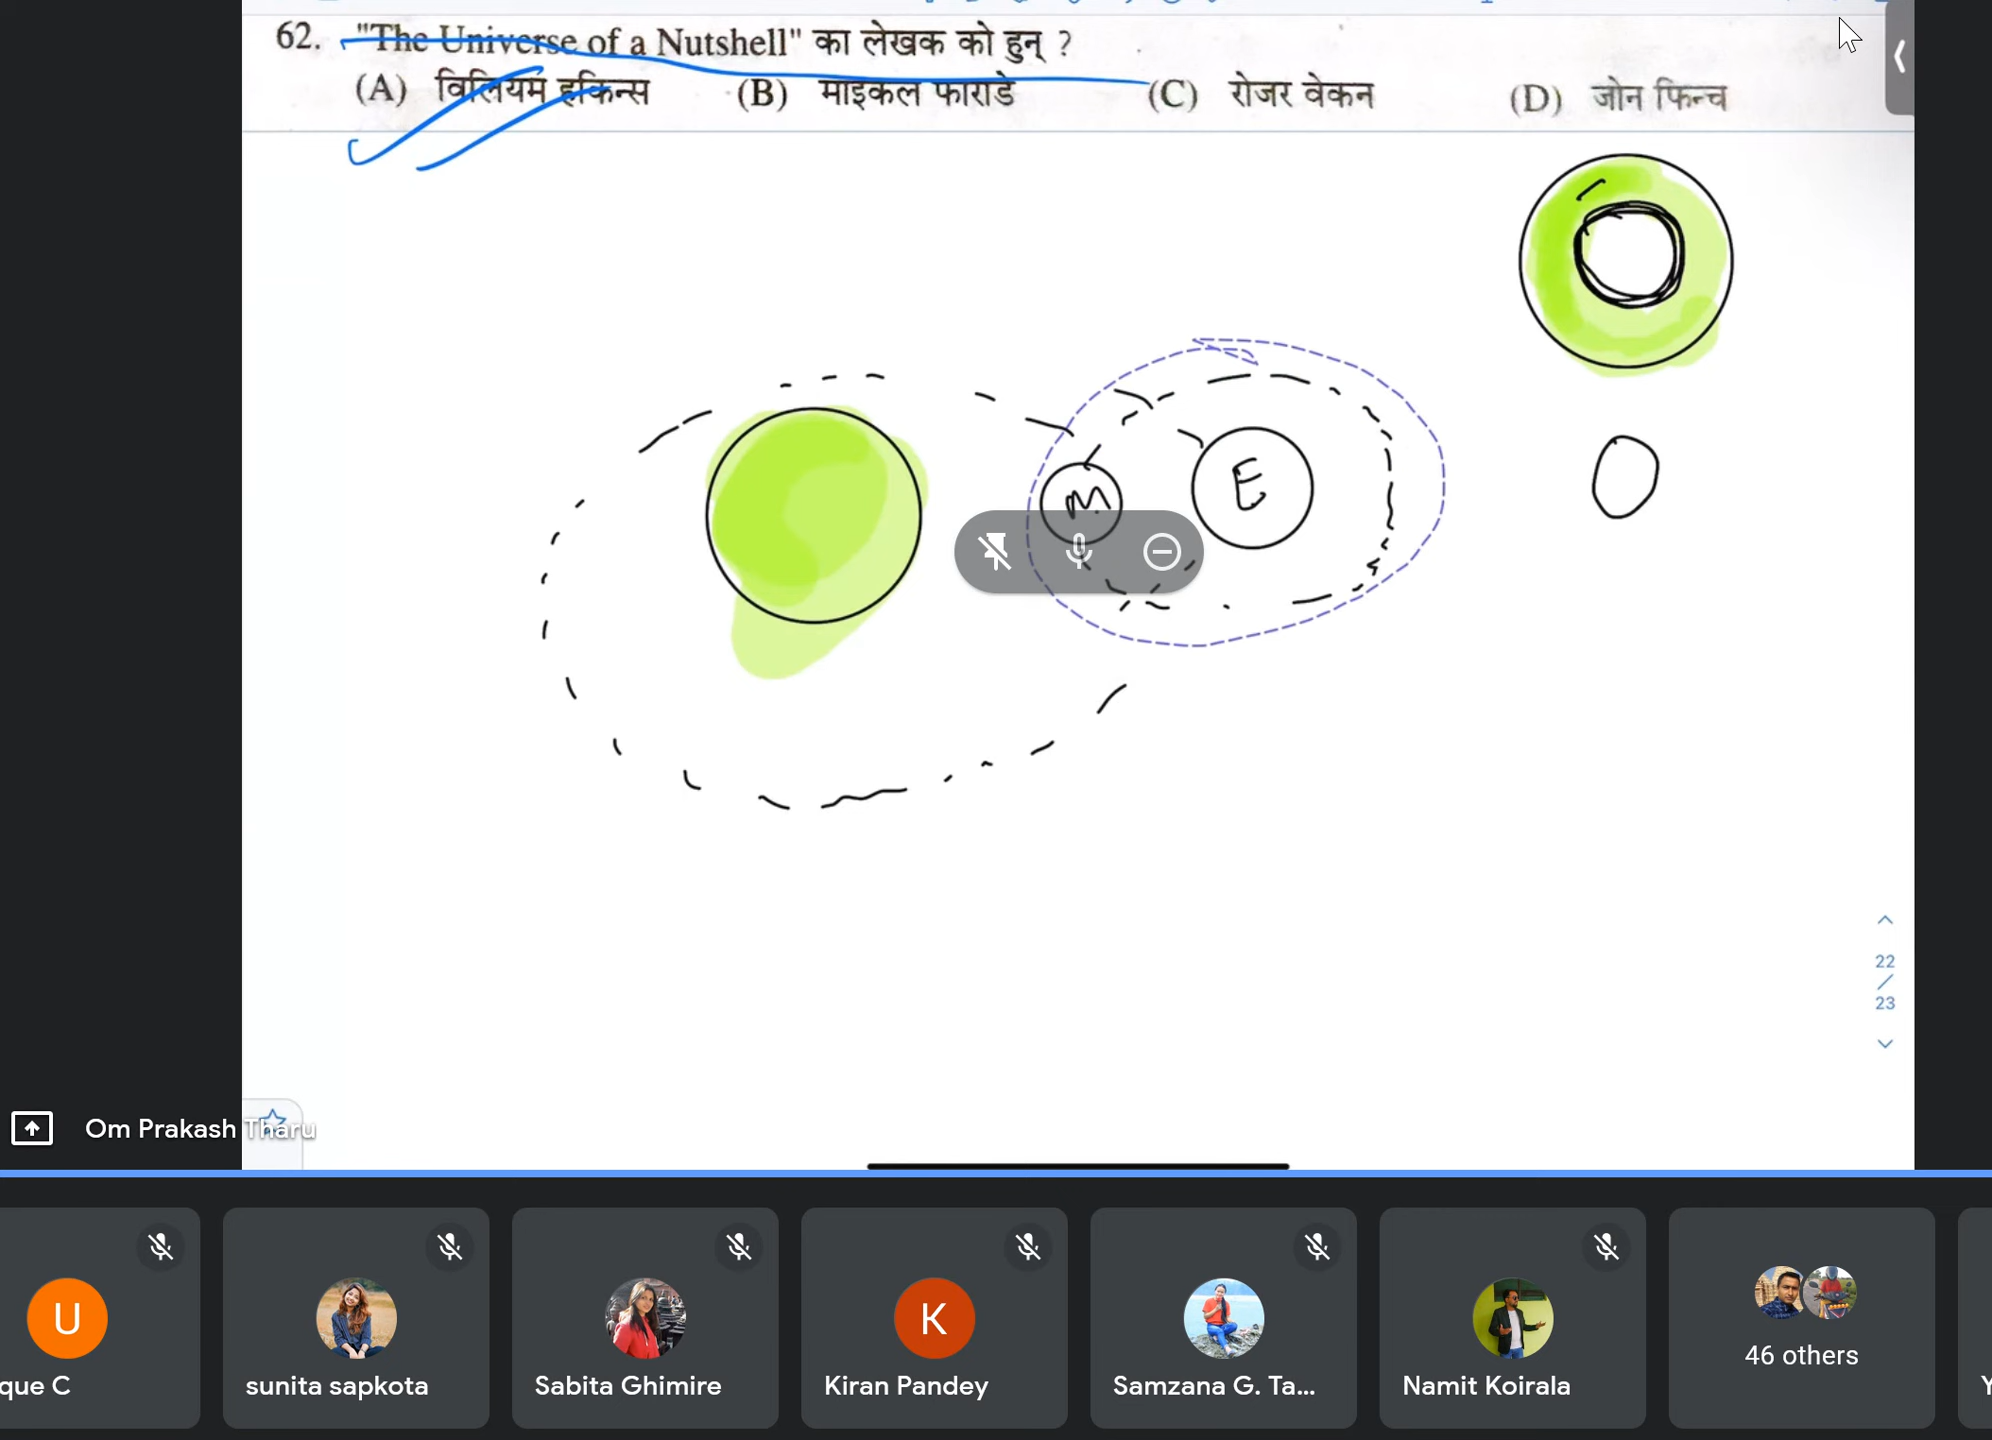 62. "The Universe of a Nutshell" का लेखक को हुन् ?
(A) विलियम हकिन्स (B) माइकल फाराडे (C) रोजर वेकन (D) जोन फिन्च
M
E
22
/
23
Om Prakash Tharu
U
que C
sunita sapkota
Sabita Ghimire
K
Kiran Pandey
Samzana G. Ta...
Namit Koirala
46 others
Y